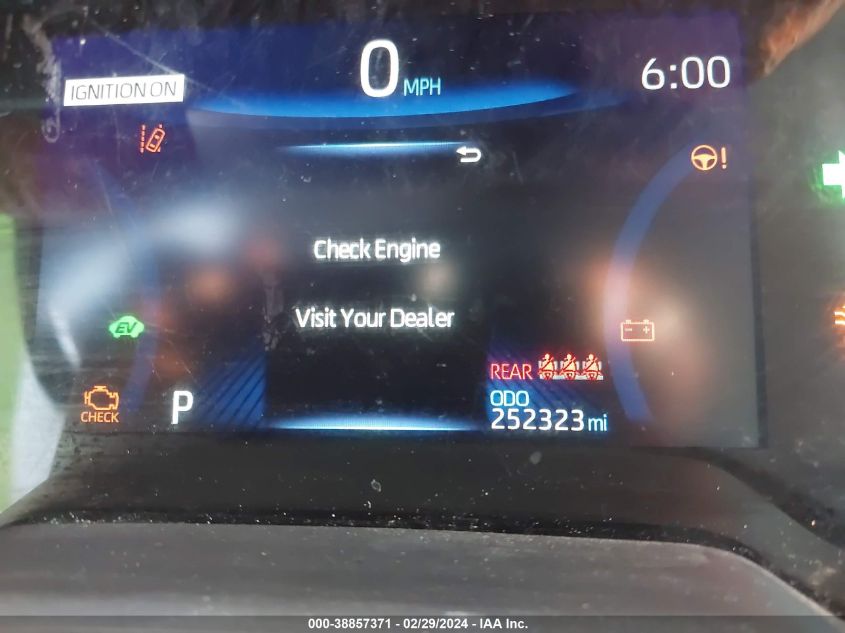 0 MPH
6:00
IGNITION ON
!
Check Engine
Visit Your Dealer
EV
- +
REAR
CHECK
P
ODO
252323 mi
000-38857371 - 02/29/2024 - IAA Inc.